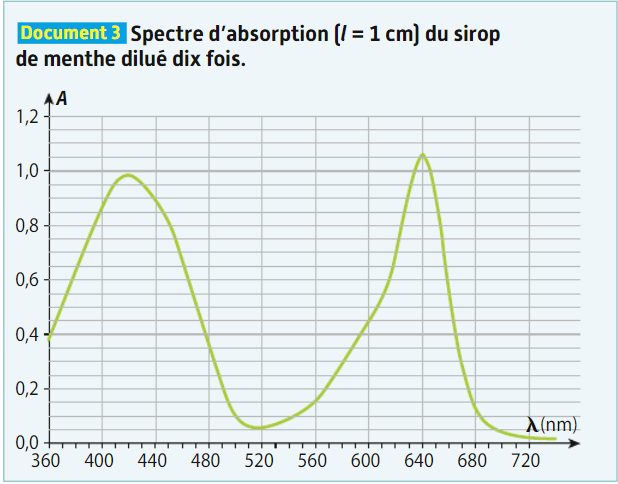 Document 3 Spectre d’absorption (l = 1 cm) du sirop
de menthe dilué dix fois.
A
1,2
1,0
0,8
0,6
0,4
0,2
0,0
λ (nm)
360 400 440 480 520 560 600 640 680 720